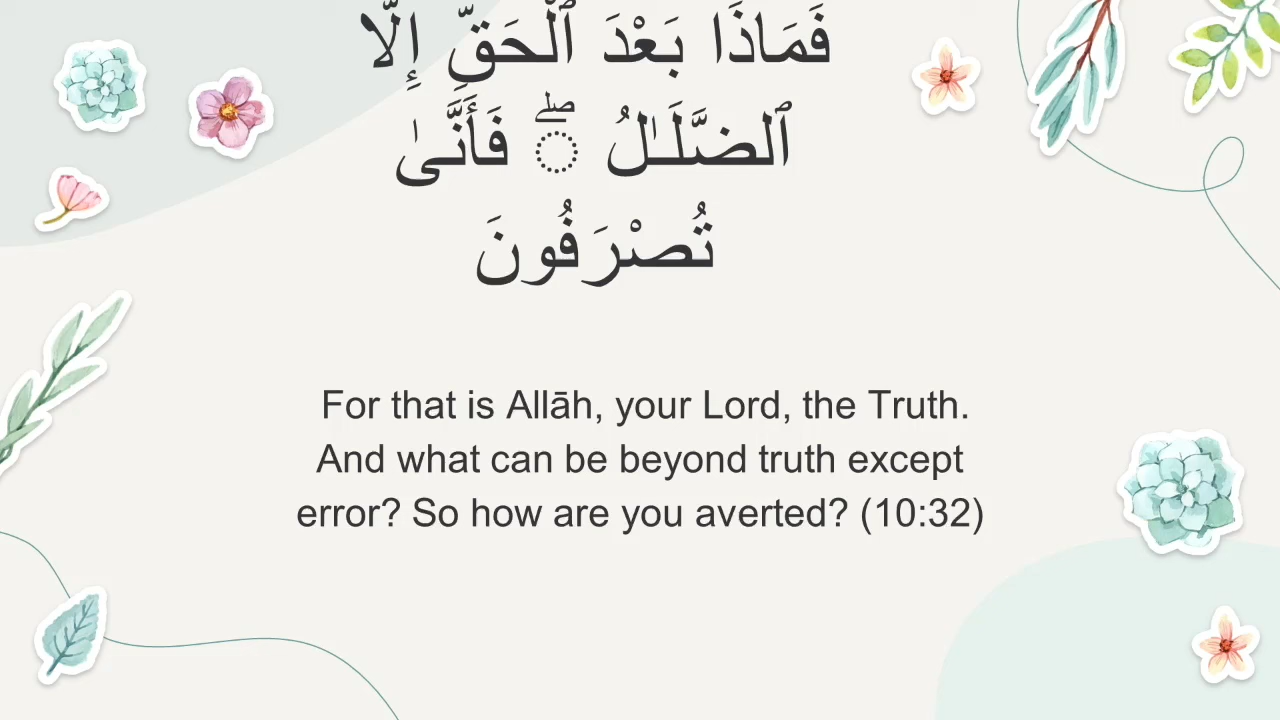 فَمَاذَا بَعْدَ ٱلْحَقِّ إِلَّا
ٱلضَّلَـٰلُ ۖ فَأَنَّىٰ
تُصْرَفُونَ
For that is Allāh, your Lord, the Truth.
And what can be beyond truth except
error? So how are you averted? (10:32)